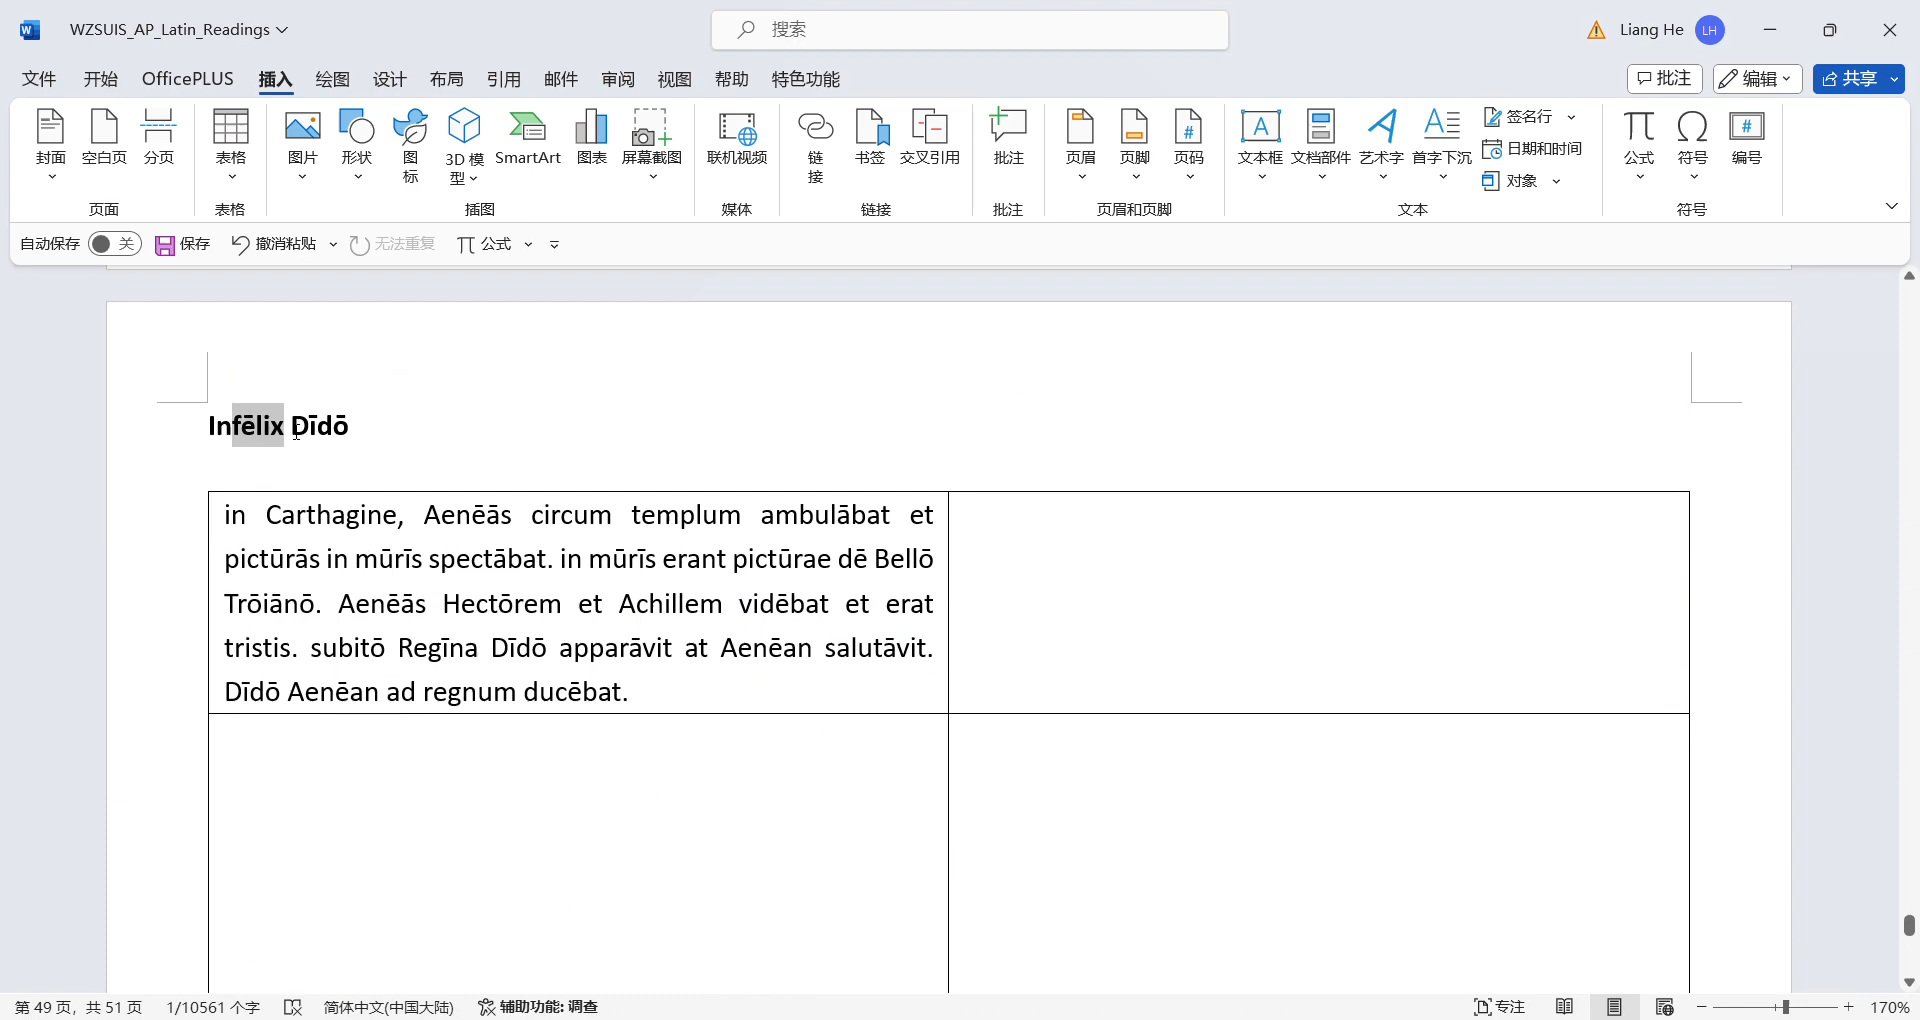 WZSUIS_AP_Latin_Readings
搜索
Liang He
LH
文件 开始 OfficePLUS 插入 绘图 设计 布局 引用 邮件 审阅 视图 帮助 特色功能
批注 编辑 共享
封面 空白页 分页
页面
表格
表格
图片 形状 图标 3D 模型 SmartArt 图表 屏幕截图
插图
联机视频
媒体
链接 书签 交叉引用
链接
批注
批注
页眉 页脚 页码
页眉和页脚
文本框 文档部件 艺术字 首字下沉
签名行
日期和时间
对象
文本
公式 符号 编号
符号
自动保存 关 保存 撤消粘贴 无法重复 公式
Infēlix Dīdō
in Carthagine, Aenēās circum templum ambulābat et
pictūrās in mūrīs spectābat. in mūrīs erant pictūrae dē Bellō
Trōiānō. Aenēās Hectōrem et Achillem vidēbat et erat
tristis. subitō Regīna Dīdō apparāvit at Aenēan salutāvit.
Dīdō Aenēan ad regnum ducēbat.
第 49 页，共 51 页 1/10561 个字 简体中文(中国大陆) 辅助功能: 调查 专注 170%